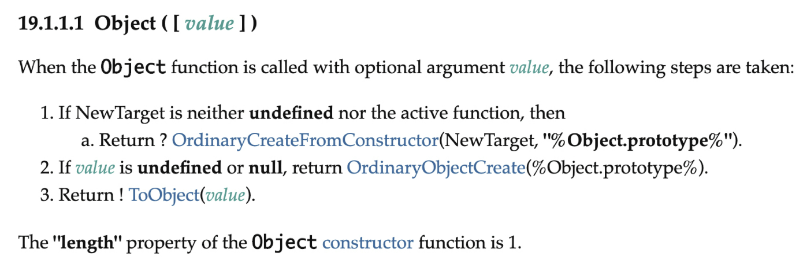 19.1.1.1 Object ( [ value ] )
When the Object function is called with optional argument value, the following steps are taken:
1. If NewTarget is neither undefined nor the active function, then
a. Return ? OrdinaryCreateFromConstructor(NewTarget, "%Object.prototype%").
2. If value is undefined or null, return OrdinaryObjectCreate(%Object.prototype%).
3. Return ! ToObject(value).
The "length" property of the Object constructor function is 1.